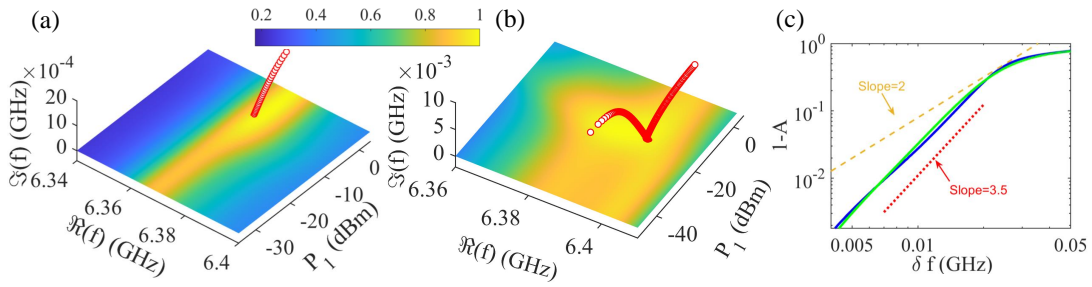 (a)
0.2 0.4 0.6 0.8 1
×10⁻⁴
20
10
0
ℑ(f) (GHz)
6.34
6.36
6.38
6.4
ℜ(f) (GHz)
0
-10
-20
-30
P₁ (dBm)
(b)
×10⁻³
10
5
0
ℑ(f) (GHz)
6.36
6.38
6.4
ℜ(f) (GHz)
0
-20
-40
P₁ (dBm)
(c)
10⁰
10⁻¹
10⁻²
1-A
Slope=2
Slope=3.5
0.005 0.01 0.05
δ f (GHz)